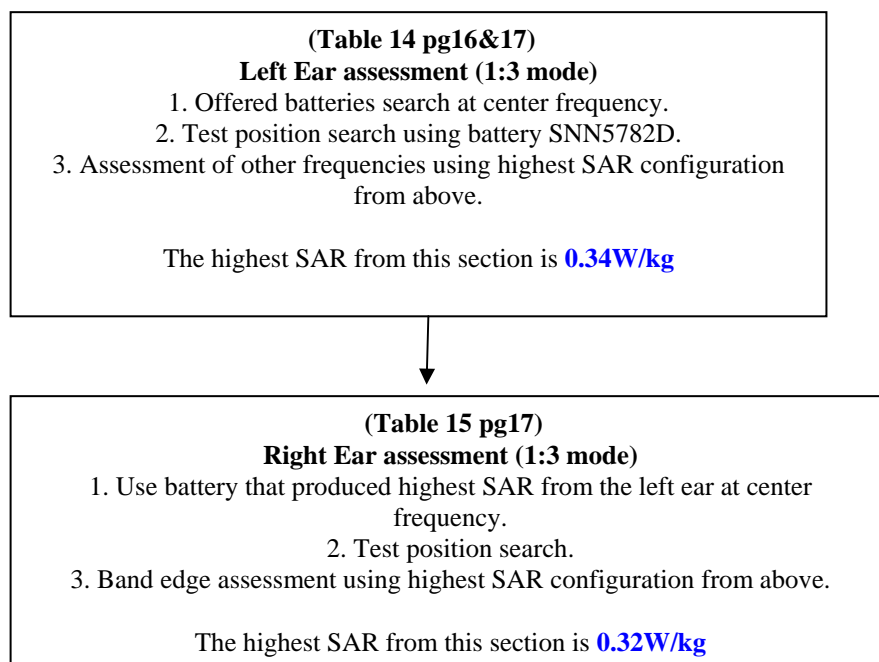 (Table 14 pg16&17)
Left Ear assessment (1:3 mode)
1. Offered batteries search at center frequency.
2. Test position search using battery SNN5782D.
3. Assessment of other frequencies using highest SAR configuration
from above.
The highest SAR from this section is 0.34W/kg
(Table 15 pg17)
Right Ear assessment (1:3 mode)
1. Use battery that produced highest SAR from the left ear at center
frequency.
2. Test position search.
3. Band edge assessment using highest SAR configuration from above.
The highest SAR from this section is 0.32W/kg